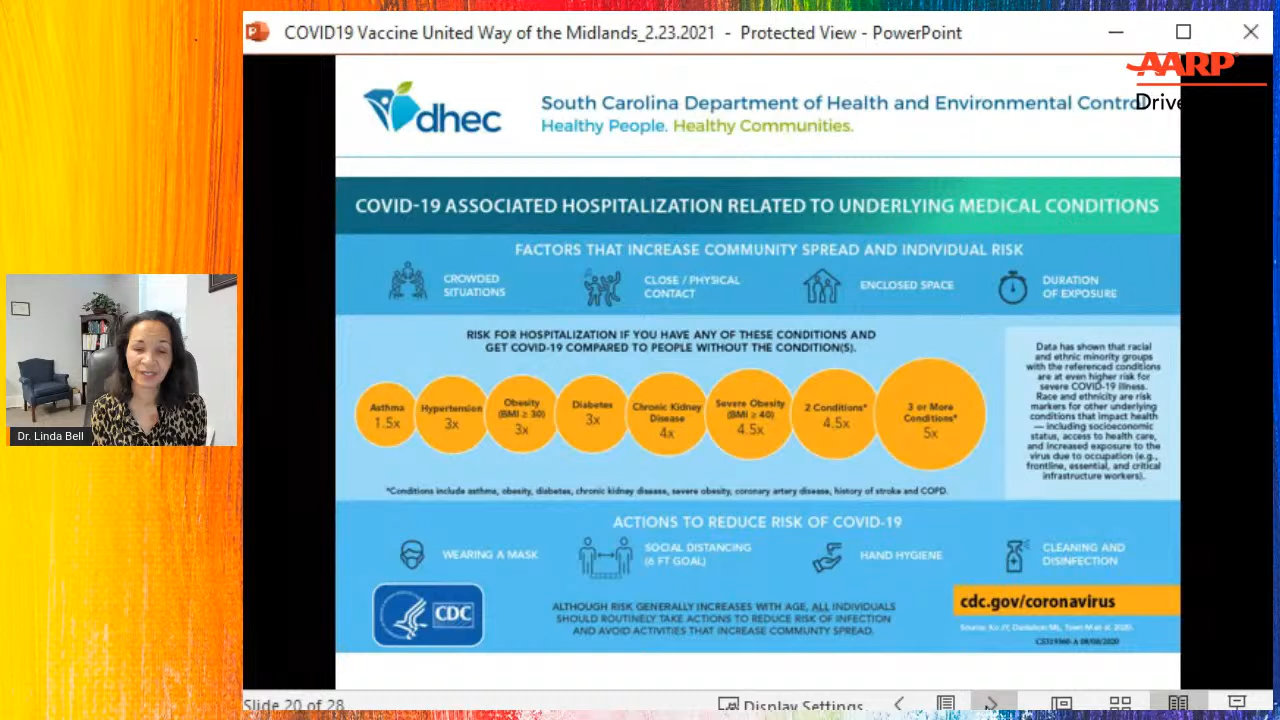 COVID19 Vaccine United Way of the Midlands_2.23.2021 - Protected View - PowerPoint
AARP
Drive
dhec
South Carolina Department of Health and Environmental Control
Healthy People. Healthy Communities.
COVID-19 ASSOCIATED HOSPITALIZATION RELATED TO UNDERLYING MEDICAL CONDITIONS
FACTORS THAT INCREASE COMMUNITY SPREAD AND INDIVIDUAL RISK
CROWDED
SITUATIONS
CLOSE / PHYSICAL
CONTACT
ENCLOSED SPACE
DURATION
OF EXPOSURE
RISK FOR HOSPITALIZATION IF YOU HAVE ANY OF THESE CONDITIONS AND
GET COVID-19 COMPARED TO PEOPLE WITHOUT THE CONDITION(S).
Asthma
1.5x
Hypertension
3x
Obesity
(BMI ≥ 30)
3x
Diabetes
3x
Chronic Kidney
Disease
4x
Severe Obesity
(BMI ≥ 40)
4.5x
2 Conditions*
4.5x
3 or More
Conditions*
5x
Data has shown that racial
and ethnic minority groups
with the referenced conditions
are at even higher risk for
severe COVID-19 illness.
Race and ethnicity are risk
markers for other underlying
conditions that impact health
— including socioeconomic
status, access to health care,
and increased exposure to the
virus due to occupation (e.g.,
frontline, essential, and critical
infrastructure workers).
*Conditions include asthma, obesity, diabetes, chronic kidney disease, severe obesity, coronary artery disease, history of stroke and COPD.
ACTIONS TO REDUCE RISK OF COVID-19
WEARING A MASK
SOCIAL DISTANCING
(6 FT GOAL)
HAND HYGIENE
CLEANING AND
DISINFECTION
CDC
ALTHOUGH RISK GENERALLY INCREASES WITH AGE, ALL INDIVIDUALS
SHOULD ROUTINELY TAKE ACTIONS TO REDUCE RISK OF INFECTION
AND AVOID ACTIVITIES THAT INCREASE COMMUNITY SPREAD.
cdc.gov/coronavirus
Dr. Linda Bell
Slide 20 of 28
Display Settings